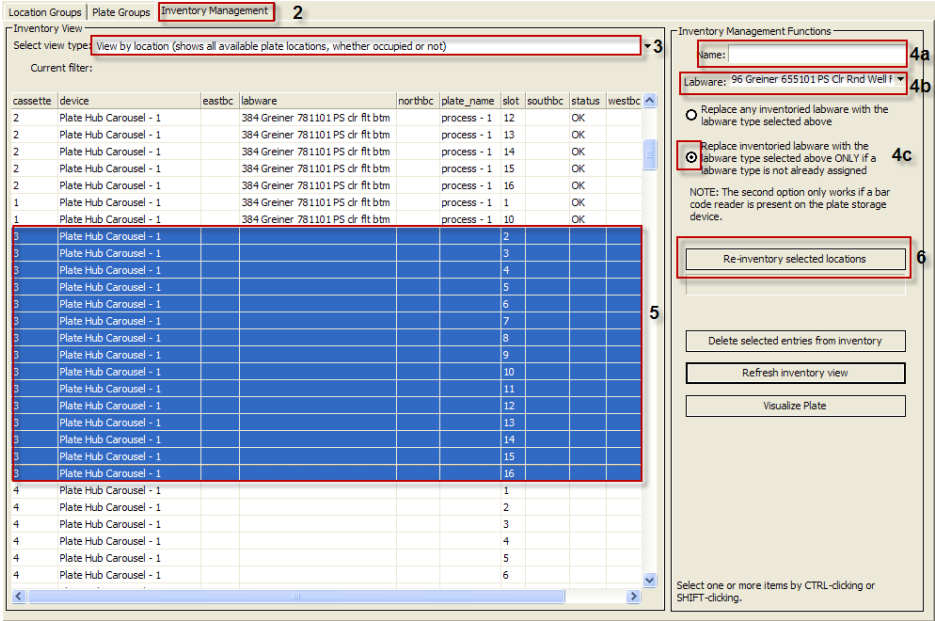 Location Groups Plate Groups Inventory Management 2
Inventory View
Select view type: View by location (shows all available plate locations, whether occupied or not) 3
Current filter:
cassette device eastbc labware northbc plate_name slot southbc status westbc
2 Plate Hub Carousel - 1 384 Greiner 781101 PS clr flt btm process - 1 12 OK
2 Plate Hub Carousel - 1 384 Greiner 781101 PS clr flt btm process - 1 13 OK
2 Plate Hub Carousel - 1 384 Greiner 781101 PS clr flt btm process - 1 14 OK
2 Plate Hub Carousel - 1 384 Greiner 781101 PS clr flt btm process - 1 15 OK
2 Plate Hub Carousel - 1 384 Greiner 781101 PS clr flt btm process - 1 16 OK
1 Plate Hub Carousel - 1 384 Greiner 781101 PS clr flt btm process - 1 1 OK
1 Plate Hub Carousel - 1 384 Greiner 781101 PS clr flt btm process - 1 10 OK
3 Plate Hub Carousel - 1 2
3 Plate Hub Carousel - 1 3
3 Plate Hub Carousel - 1 4
3 Plate Hub Carousel - 1 5
3 Plate Hub Carousel - 1 6
3 Plate Hub Carousel - 1 7
3 Plate Hub Carousel - 1 8
3 Plate Hub Carousel - 1 9
3 Plate Hub Carousel - 1 10
3 Plate Hub Carousel - 1 11
3 Plate Hub Carousel - 1 12
3 Plate Hub Carousel - 1 13
3 Plate Hub Carousel - 1 14
3 Plate Hub Carousel - 1 15
3 Plate Hub Carousel - 1 16
5
4 Plate Hub Carousel - 1 1
4 Plate Hub Carousel - 1 2
4 Plate Hub Carousel - 1 3
4 Plate Hub Carousel - 1 4
4 Plate Hub Carousel - 1 5
4 Plate Hub Carousel - 1 6
Inventory Management Functions
Name: 4a
Labware: 96 Greiner 655101 PS Clr Rnd Well F 4b
Replace any inventoried labware with the
labware type selected above
Replace inventoried labware with the
labware type selected above ONLY if a 4c
labware type is not already assigned
NOTE: The second option only works if a bar
code reader is present on the plate storage
device.
Re-inventory selected locations 6
Delete selected entries from inventory
Refresh inventory view
Visualize Plate
Select one or more items by CTRL-clicking or
SHIFT-clicking.